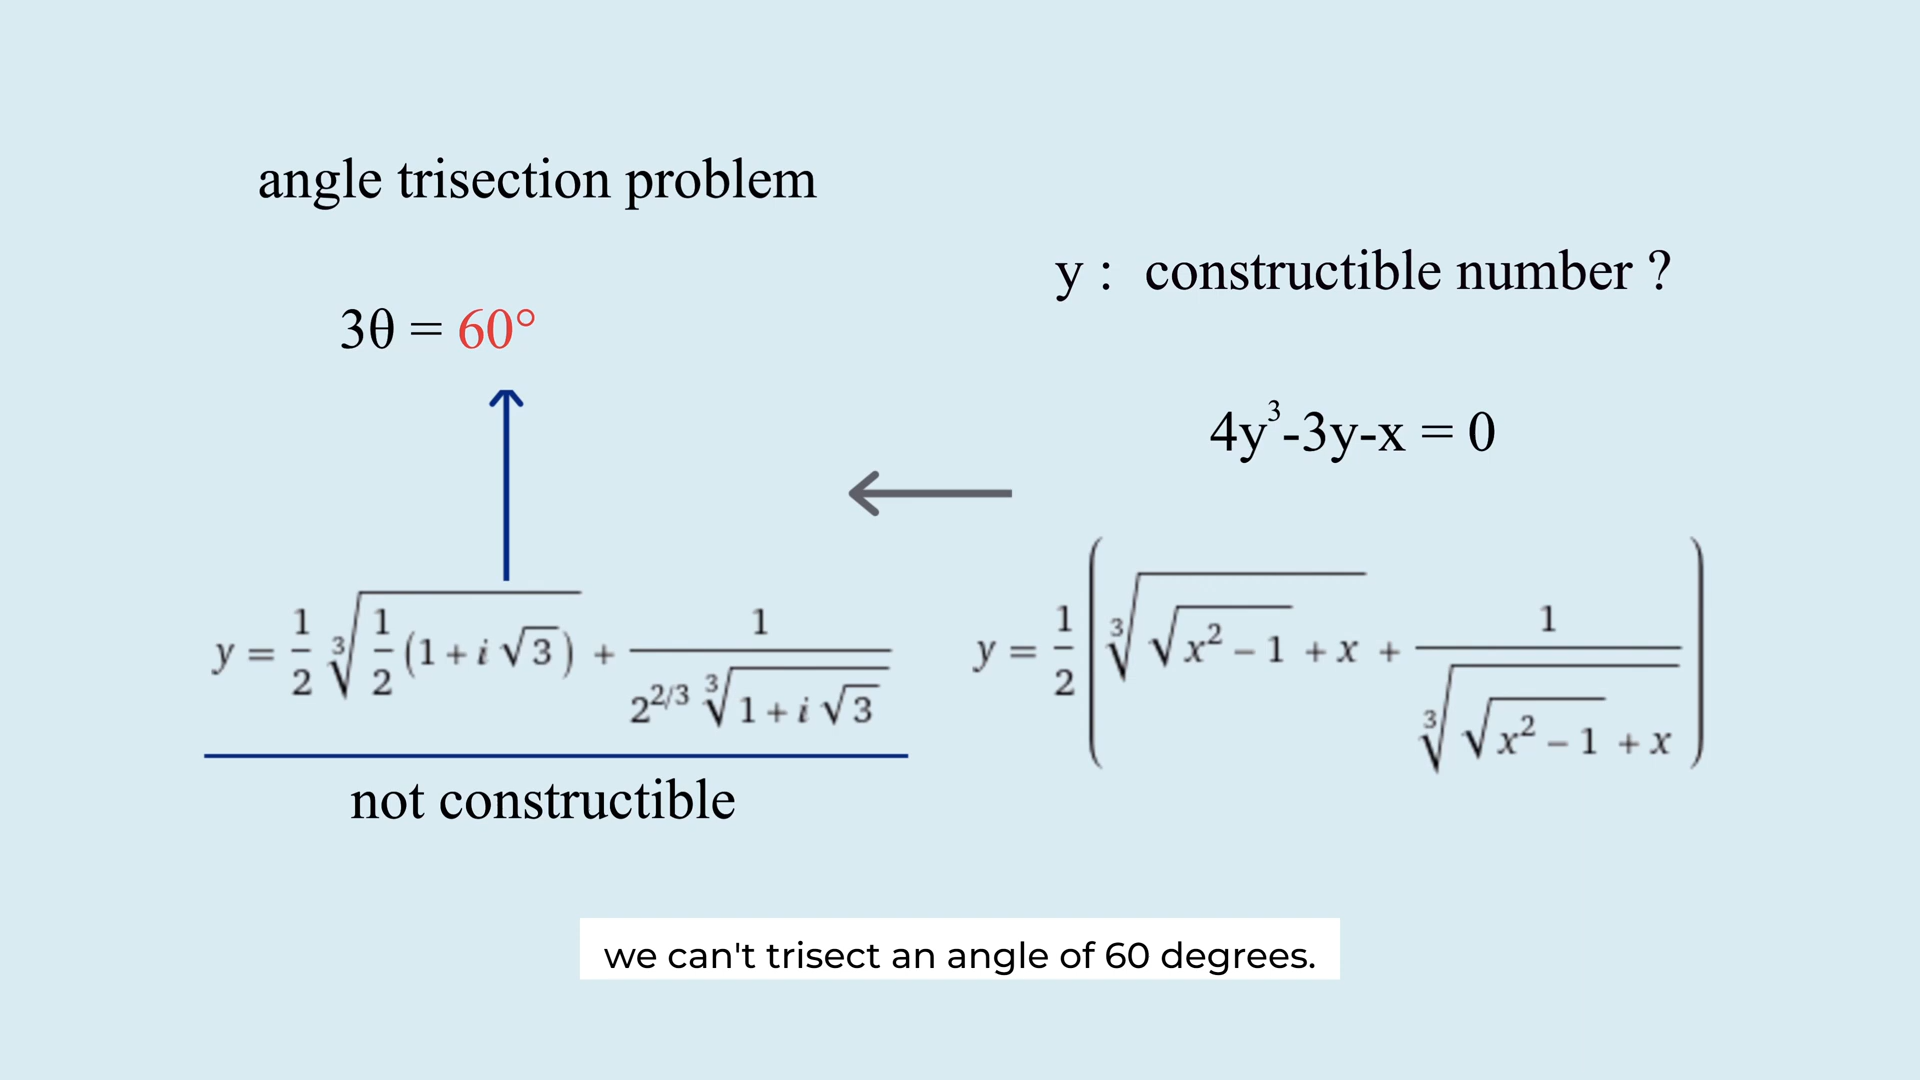 angle trisection problem
3θ = 60°
y = 1/2 ∛(1/2 (1 + i √3)) + 1/(2^(2/3) ∛(1 + i √3))
not constructible
y : constructible number ?
4y³-3y-x = 0
y = 1/2 (∛(√(x² – 1) + x) + 1/∛(√(x² – 1) + x))
we can't trisect an angle of 60 degrees.